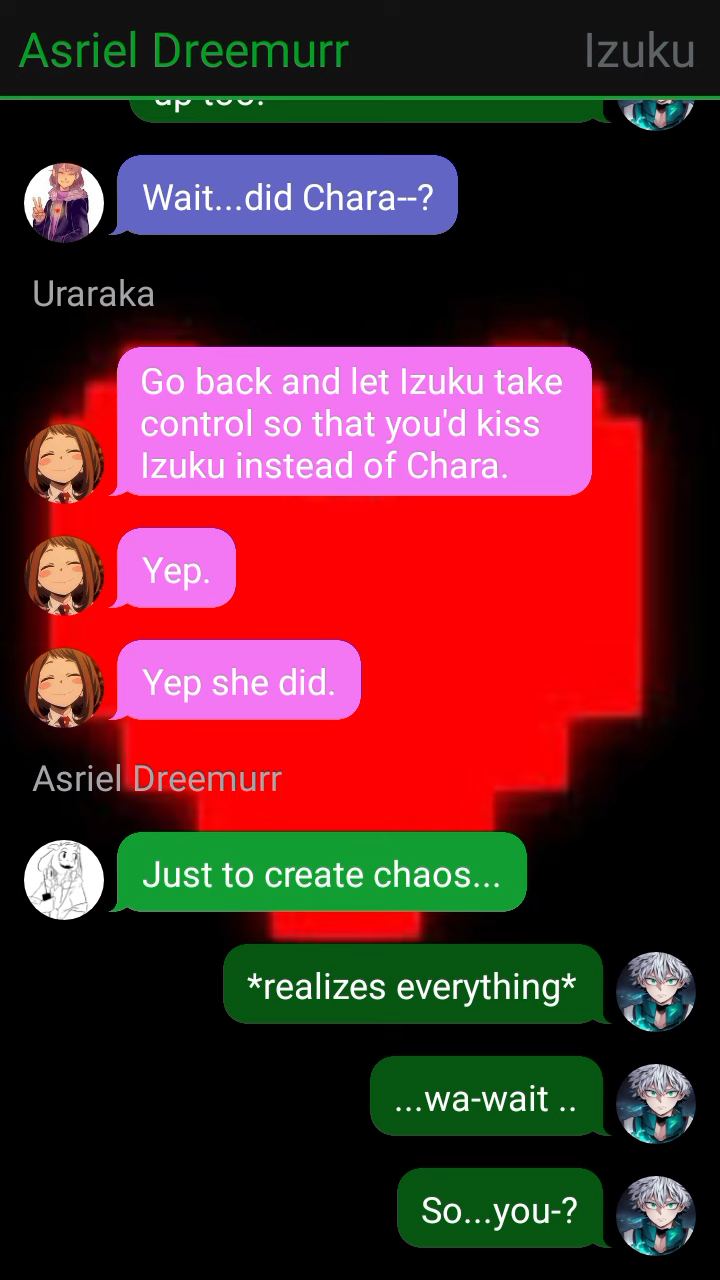 Asriel Dreemurr
Izuku
up too?
Wait...did Chara--?
Uraraka
Go back and let Izuku take
control so that you'd kiss
Izuku instead of Chara.
Yep.
Yep she did.
Asriel Dreemurr
Just to create chaos...
*realizes everything*
...wa-wait ..
So...you-?